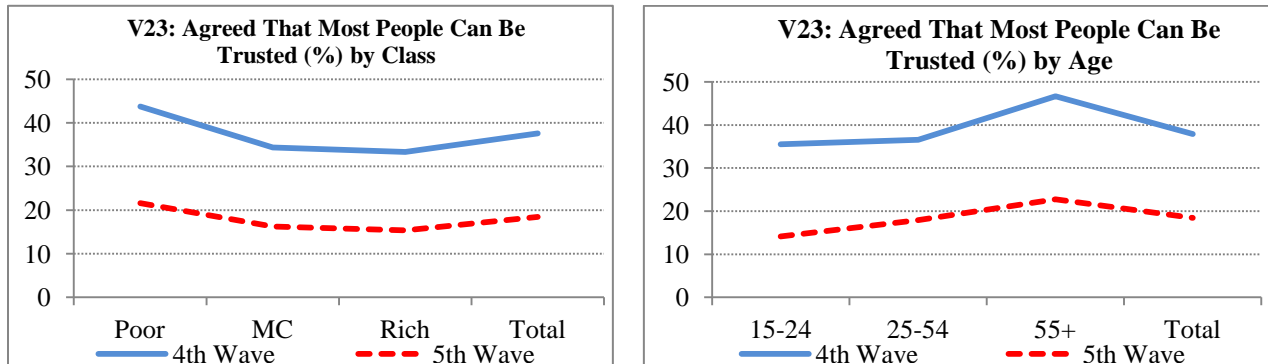 V23: Agreed That Most People Can Be
Trusted (%) by Class
50
40
30
20
10
0
Poor MC Rich Total
4th Wave 5th Wave
V23: Agreed That Most People Can Be
Trusted (%) by Age
50
40
30
20
10
0
15-24 25-54 55+ Total
4th Wave 5th Wave